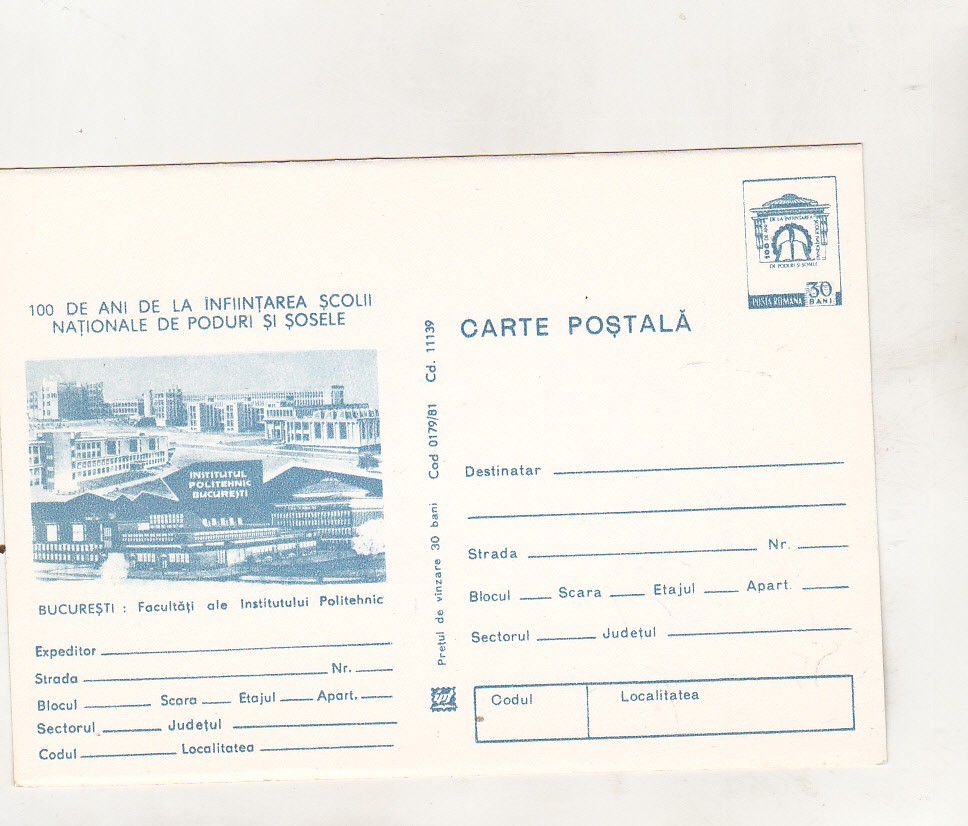 100 DE ANI DE LA ÎNFIINȚAREA ȘCOLII
NAȚIONALE DE PODURI ȘI ȘOSELE
INSTITUTUL
POLITEHNIC
BUCUREȘTI
BUCUREȘTI : Facultăți ale Institutului Politehnic
Expeditor
Strada Nr.
Blocul Scara Etajul Apart.
Sectorul Județul
Codul Localitatea
Prețul de vînzare 30 bani Cod 0179/81 Cd. 11139
100 DE ANI DE LA ÎNFIINȚAREA ȘCOLII NAȚIONALE
DE PODURI ȘI ȘOSELE
POSTA ROMANA 30
BANI
CARTE POȘTALĂ
Destinatar
Strada Nr.
Blocul Scara Etajul Apart.
Sectorul Județul
Codul Localitatea